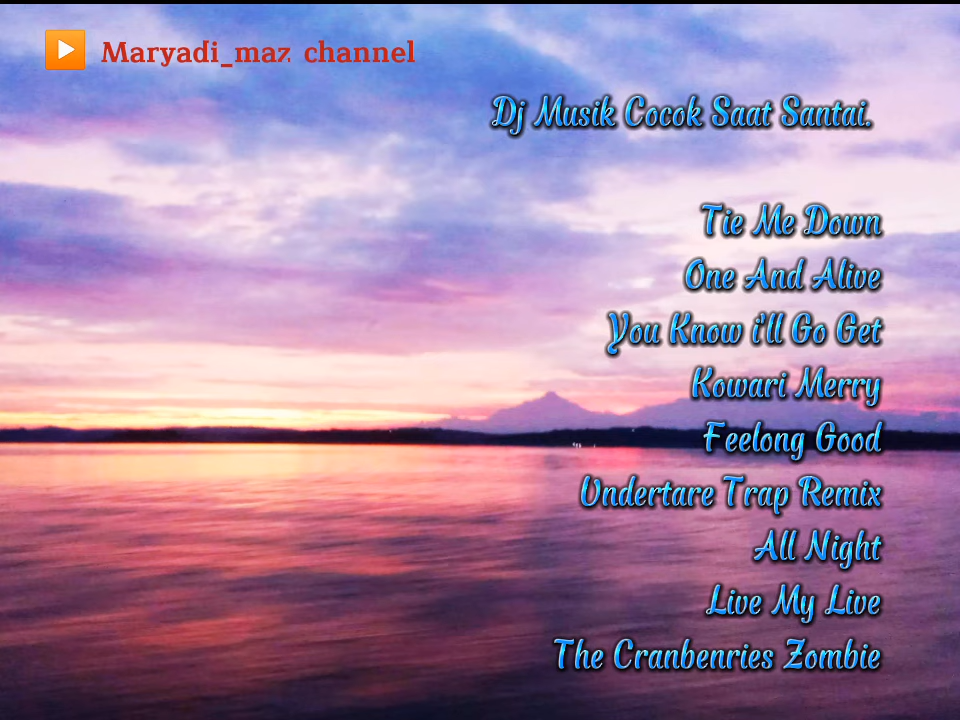 Maryadi_maz channel
Dj Musik Cocok Saat Santai.
Tie Me Down
One And Alive
You Know i'll Go Get
Kowari Merry
Feelong Good
Undertare Trap Remix
All Night
Live My Live
The Cranbenries Zombie